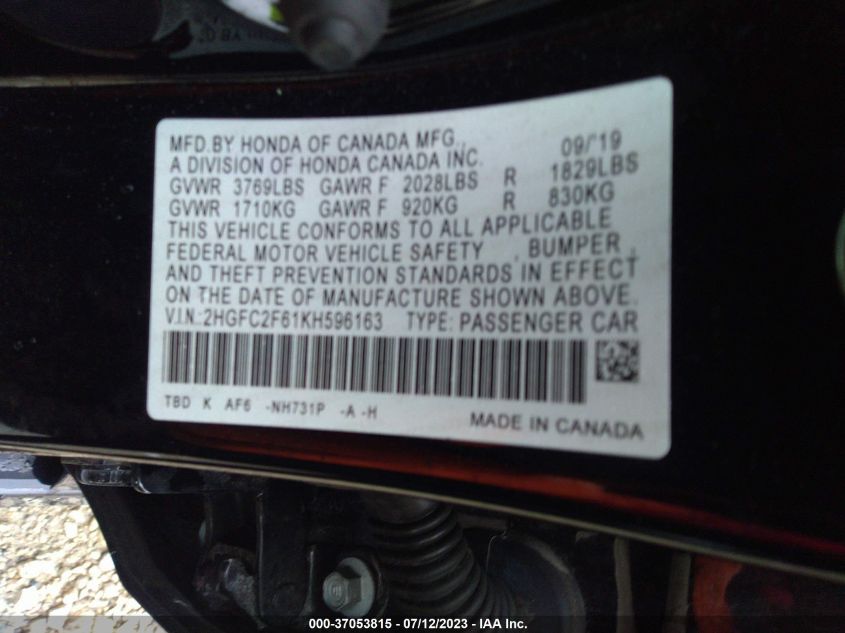 MFD.BY HONDA OF CANADA MFG., 09/'19
A DIVISION OF HONDA CANADA INC.
GVWR 3769LBS GAWR F 2028LBS R 1829LBS
GVWR 1710KG GAWR F 920KG R 830KG
THIS VEHICLE CONFORMS TO ALL APPLICABLE
FEDERAL MOTOR VEHICLE SAFETY , BUMPER ,
AND THEFT PREVENTION STANDARDS IN EFFECT
ON THE DATE OF MANUFACTURE SHOWN ABOVE.
V.I.N.:2HGFC2F61KH596163 TYPE: PASSENGER CAR
TBD K AF6 -NH731P -A -H
MADE IN CANADA
000-37053815 - 07/12/2023 - IAA Inc.